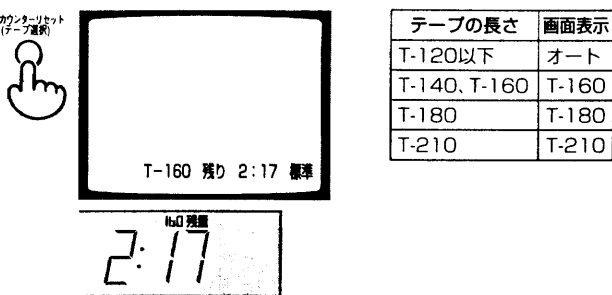 カウンターリセット
(テープ選択)
T-160 残り 2:17 標準
160 残量
2:17
テープの長さ 画面表示
T-120以下 オート
T-140、T-160 T-160
T-180 T-180
T-210 T-210